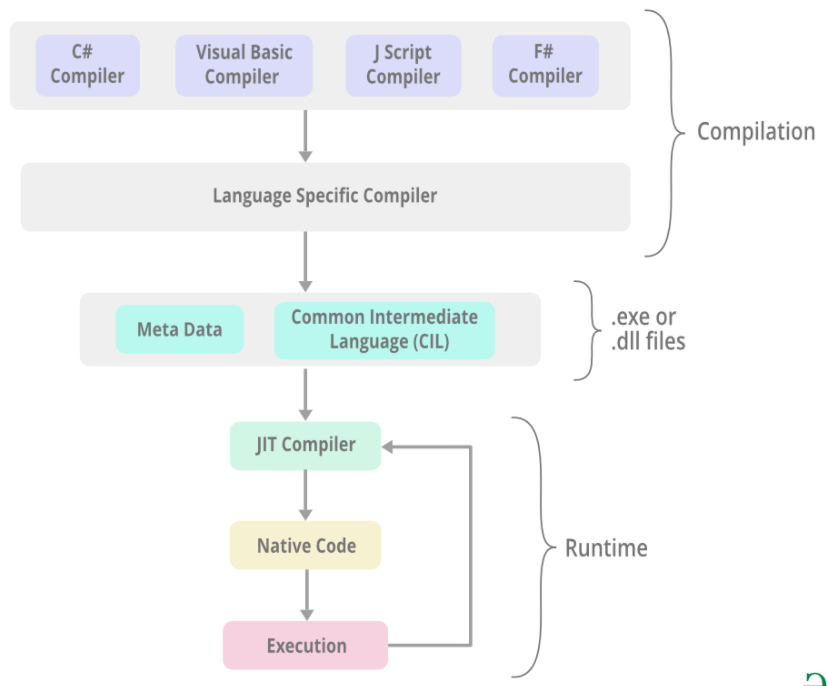 C#
Compiler
Visual Basic
Compiler
J Script
Compiler
F#
Compiler
Compilation
Language Specific Compiler
Meta Data
Common Intermediate
Language (CIL)
.exe or
.dll files
JIT Compiler
Native Code
Runtime
Execution